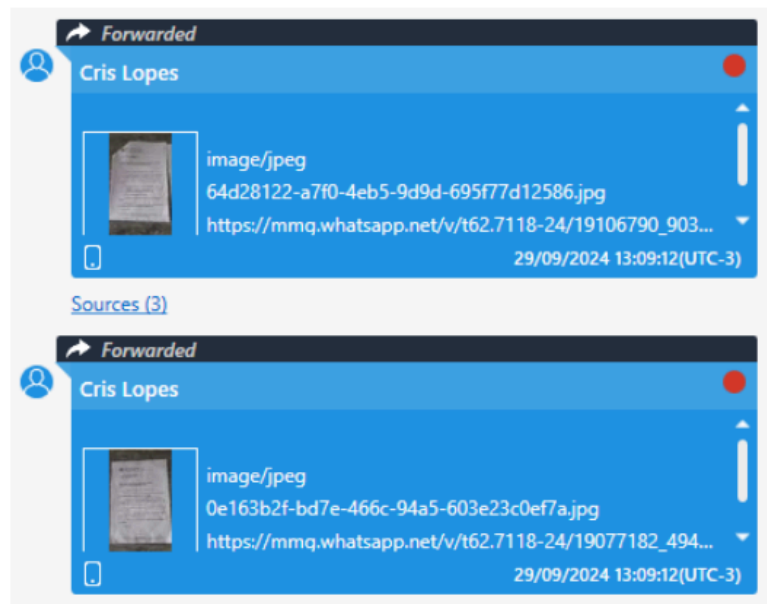 Forwarded
Cris Lopes
image/jpeg
64d28122-a7f0-4eb5-9d9d-695f77d12586.jpg
https://mmq.whatsapp.net/v/t62.7118-24/19106790_903...
29/09/2024 13:09:12(UTC-3)
Sources (3)
Forwarded
Cris Lopes
image/jpeg
0e163b2f-bd7e-466c-94a5-603e23c0ef7a.jpg
https://mmq.whatsapp.net/v/t62.7118-24/19077182_494...
29/09/2024 13:09:12(UTC-3)